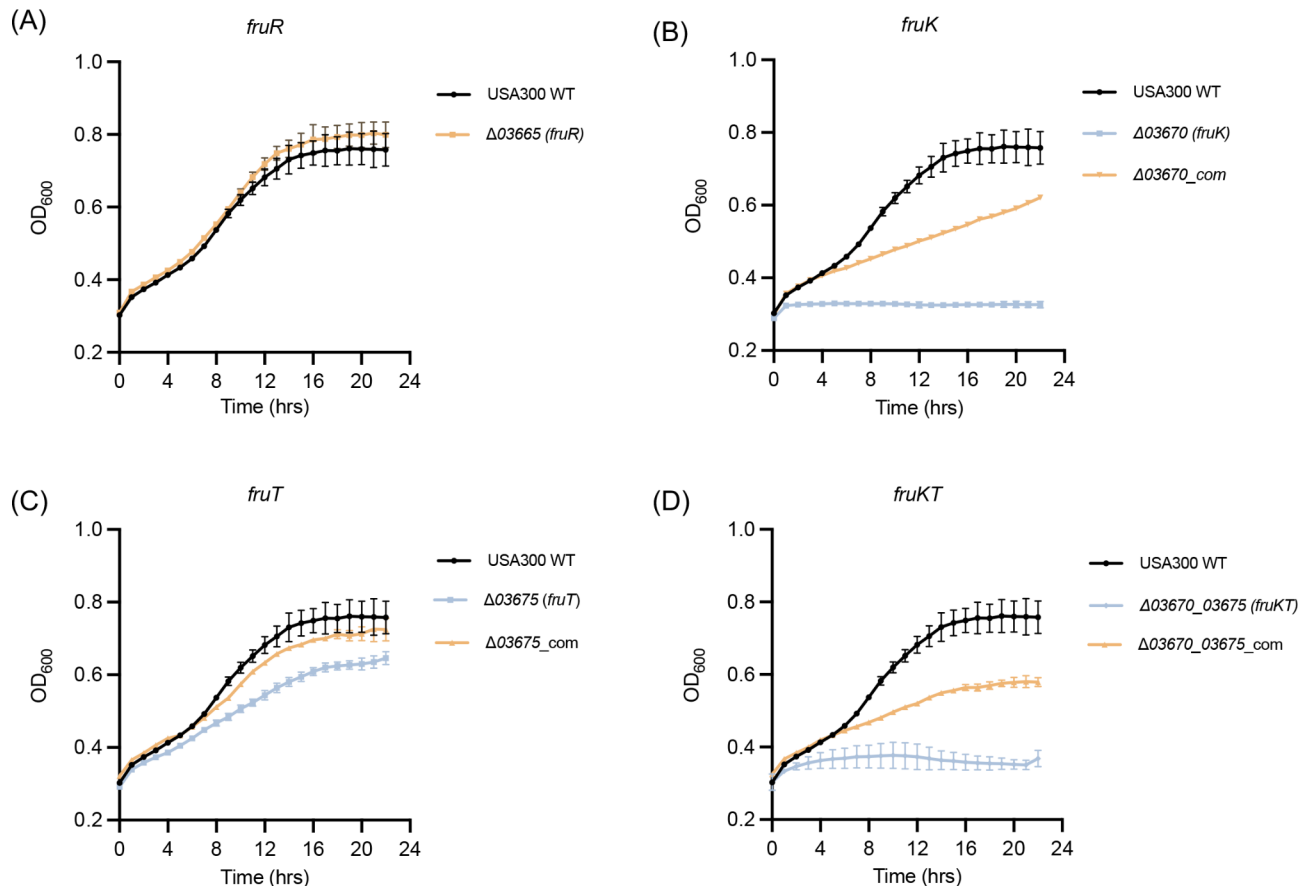 (A)
fruR
1.0
0.8
0.6
0.4
0.2
OD600
0 4 8 12 16 20 24
Time (hrs)
USA300 WT
Δ03665 (fruR)
(B)
fruK
1.0
0.8
0.6
0.4
0.2
OD600
0 4 8 12 16 20 24
Time (hrs)
USA300 WT
Δ03670 (fruK)
Δ03670_com
(C)
fruT
1.0
0.8
0.6
0.4
0.2
OD600
0 4 8 12 16 20 24
Time (hrs)
USA300 WT
Δ03675 (fruT)
Δ03675_com
(D)
fruKT
1.0
0.8
0.6
0.4
0.2
OD600
0 4 8 12 16 20 24
Time (hrs)
USA300 WT
Δ03670_03675 (fruKT)
Δ03670_03675_com